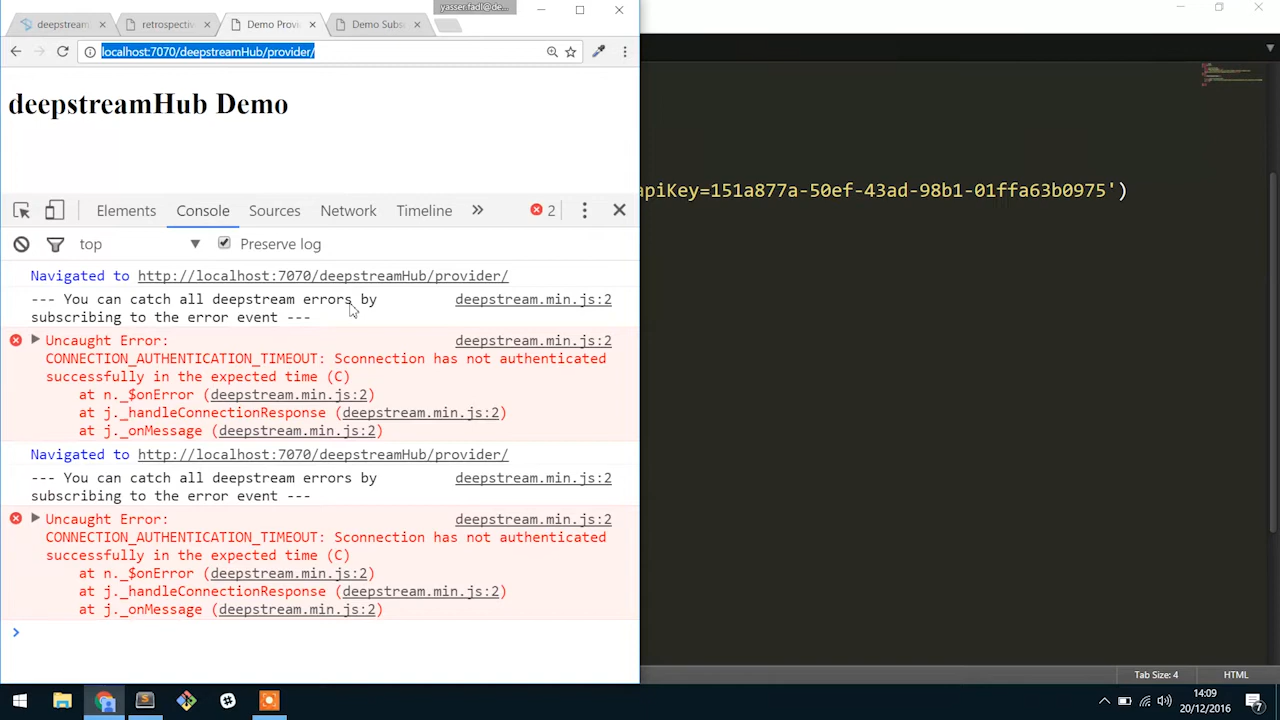 yasser.fadl@de...
deepstream
retrospectiv
Demo Prov
Demo Subs
localhost:7070/deepstreamHub/provider/
deepstreamHub Demo
apiKey=151a877a-50ef-43ad-98b1-01ffa63b0975')
Elements Console Sources Network Timeline » 2
top Preserve log
Navigated to http://localhost:7070/deepstreamHub/provider/
--- You can catch all deepstream errors by deepstream.min.js:2
subscribing to the error event ---
Uncaught Error: deepstream.min.js:2
CONNECTION_AUTHENTICATION_TIMEOUT: Sconnection has not authenticated
successfully in the expected time (C)
at n._$onError (deepstream.min.js:2)
at j._handleConnectionResponse (deepstream.min.js:2)
at j._onMessage (deepstream.min.js:2)
Navigated to http://localhost:7070/deepstreamHub/provider/
--- You can catch all deepstream errors by deepstream.min.js:2
subscribing to the error event ---
Uncaught Error: deepstream.min.js:2
CONNECTION_AUTHENTICATION_TIMEOUT: Sconnection has not authenticated
successfully in the expected time (C)
at n._$onError (deepstream.min.js:2)
at j._handleConnectionResponse (deepstream.min.js:2)
at j._onMessage (deepstream.min.js:2)
Tab Size: 4 HTML
14:09
20/12/2016
7